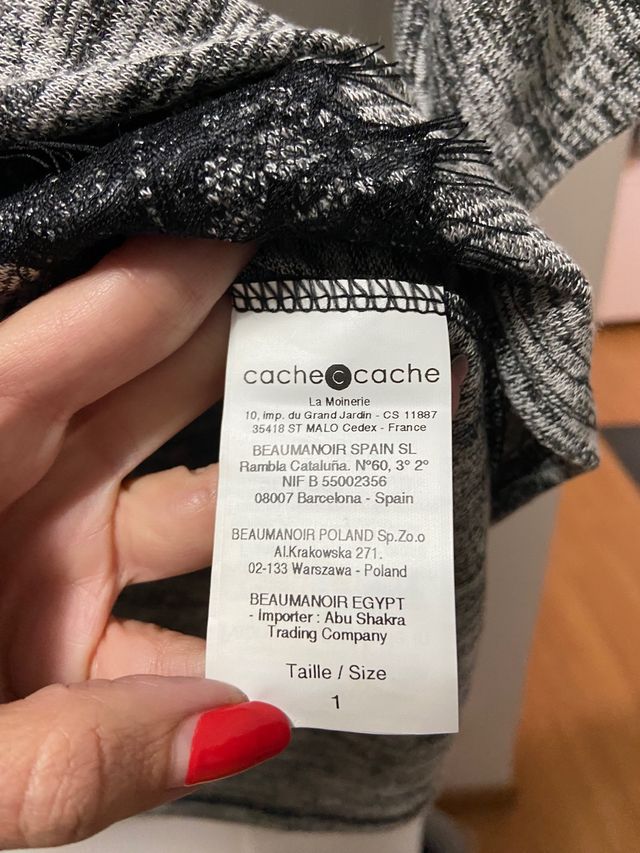 cache c cache
La Moinerie
10, imp. du Grand Jardin - CS 11887
35418 ST MALO Cedex - France
BEAUMANOIR SPAIN SL
Rambla Cataluña. N°60, 3° 2°
NIF B 55002356
08007 Barcelona - Spain
BEAUMANOIR POLAND Sp.Zo.o
Al.Krakowska 271.
02-133 Warszawa - Poland
BEAUMANOIR EGYPT
- Importer : Abu Shakra
Trading Company
Taille / Size
1